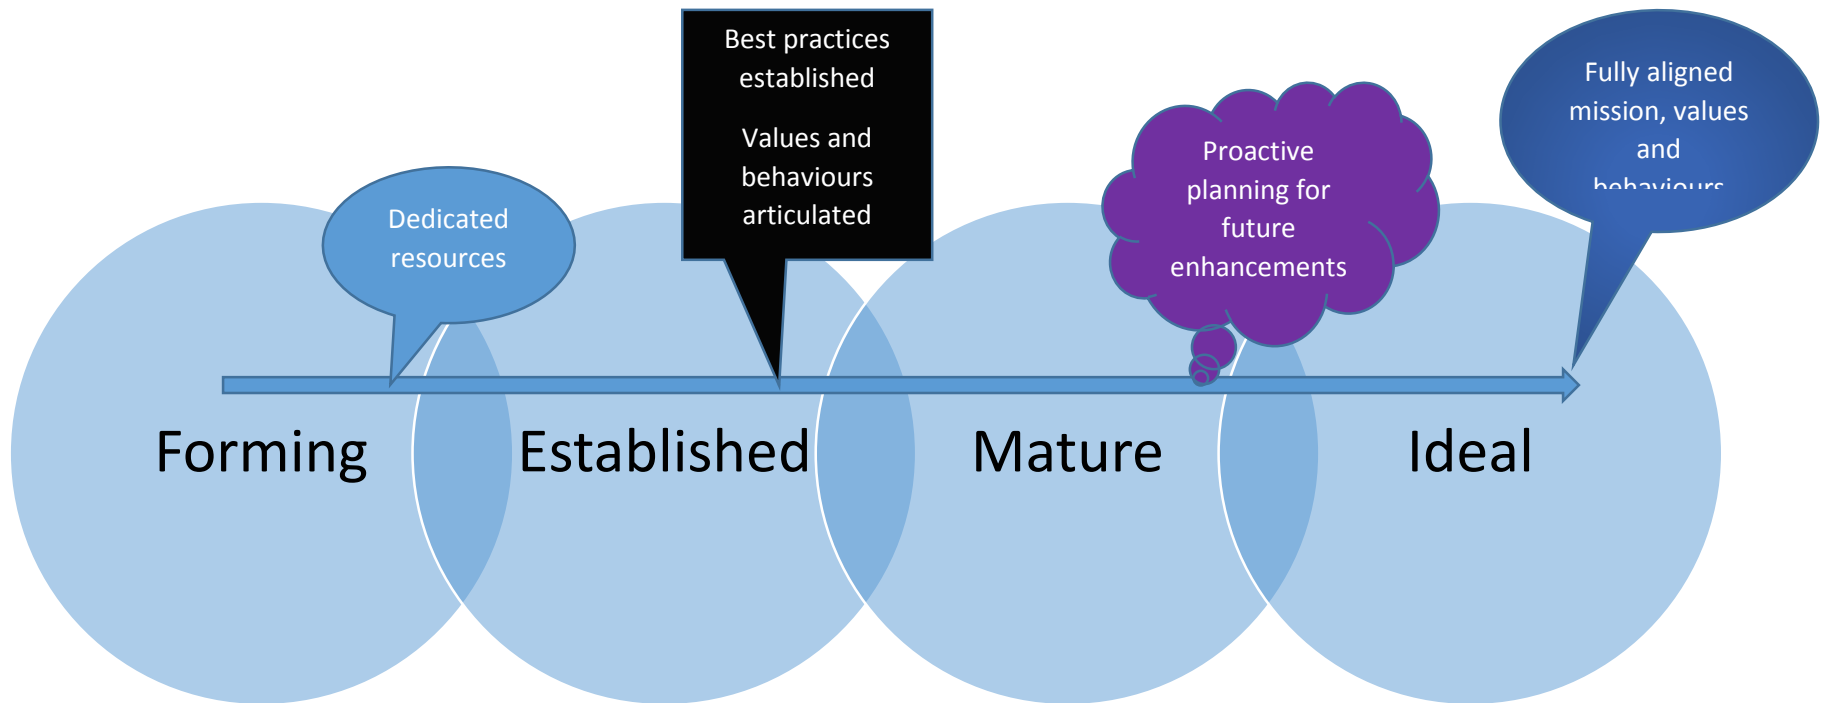 Best practices
established
Values and
behaviours
articulated
Fully aligned
mission, values
and
behaviours
Proactive
planning for
future
enhancements
Dedicated
resources
Forming
Established
Mature
Ideal